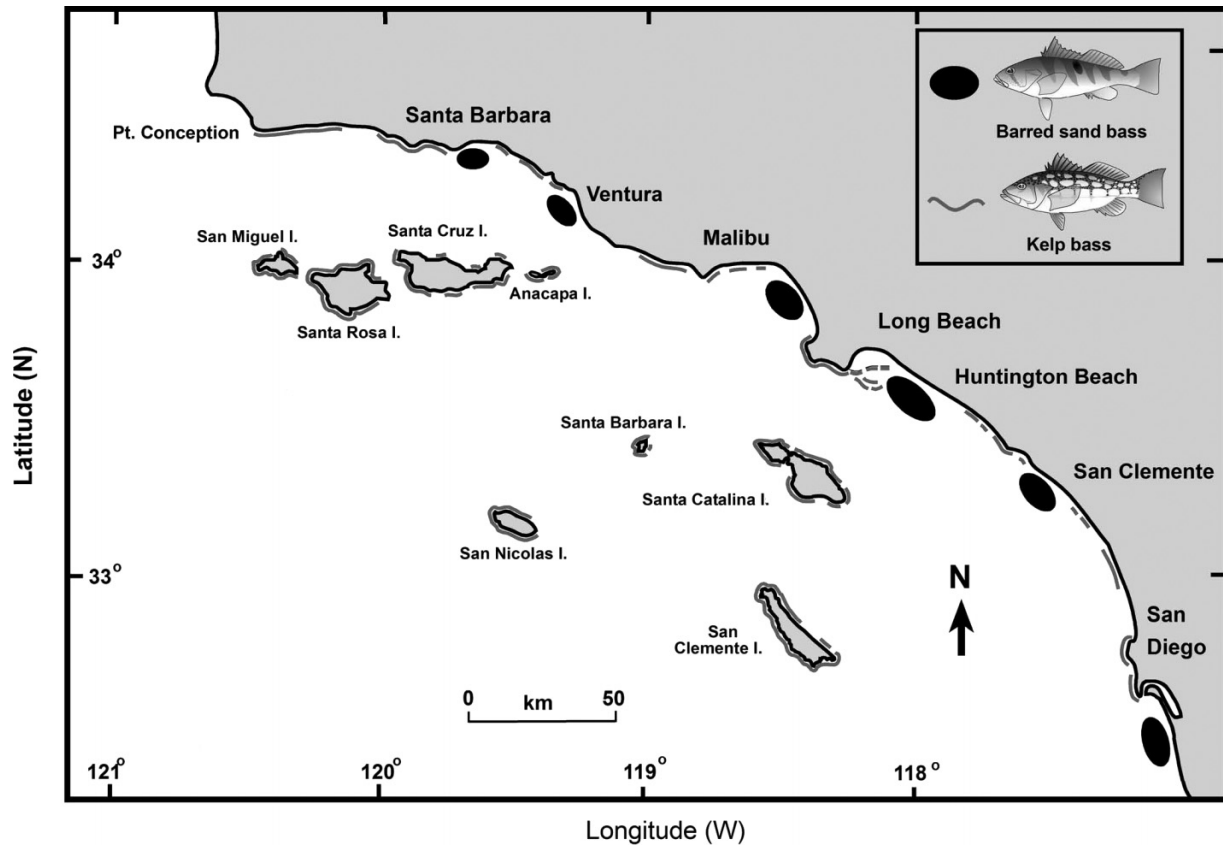 Barred sand bass
Kelp bass
Santa Barbara
Pt. Conception
Ventura
Malibu
San Miguel I.
Santa Cruz I.
34°
Anacapa I.
Santa Rosa I.
Long Beach
Huntington Beach
Santa Barbara I.
San Clemente
Santa Catalina I.
San Nicolas I.
33°
N
San
Clemente I.
San
Diego
0 km 50
121° 120° 119° 118°
Latitude (N)
Longitude (W)